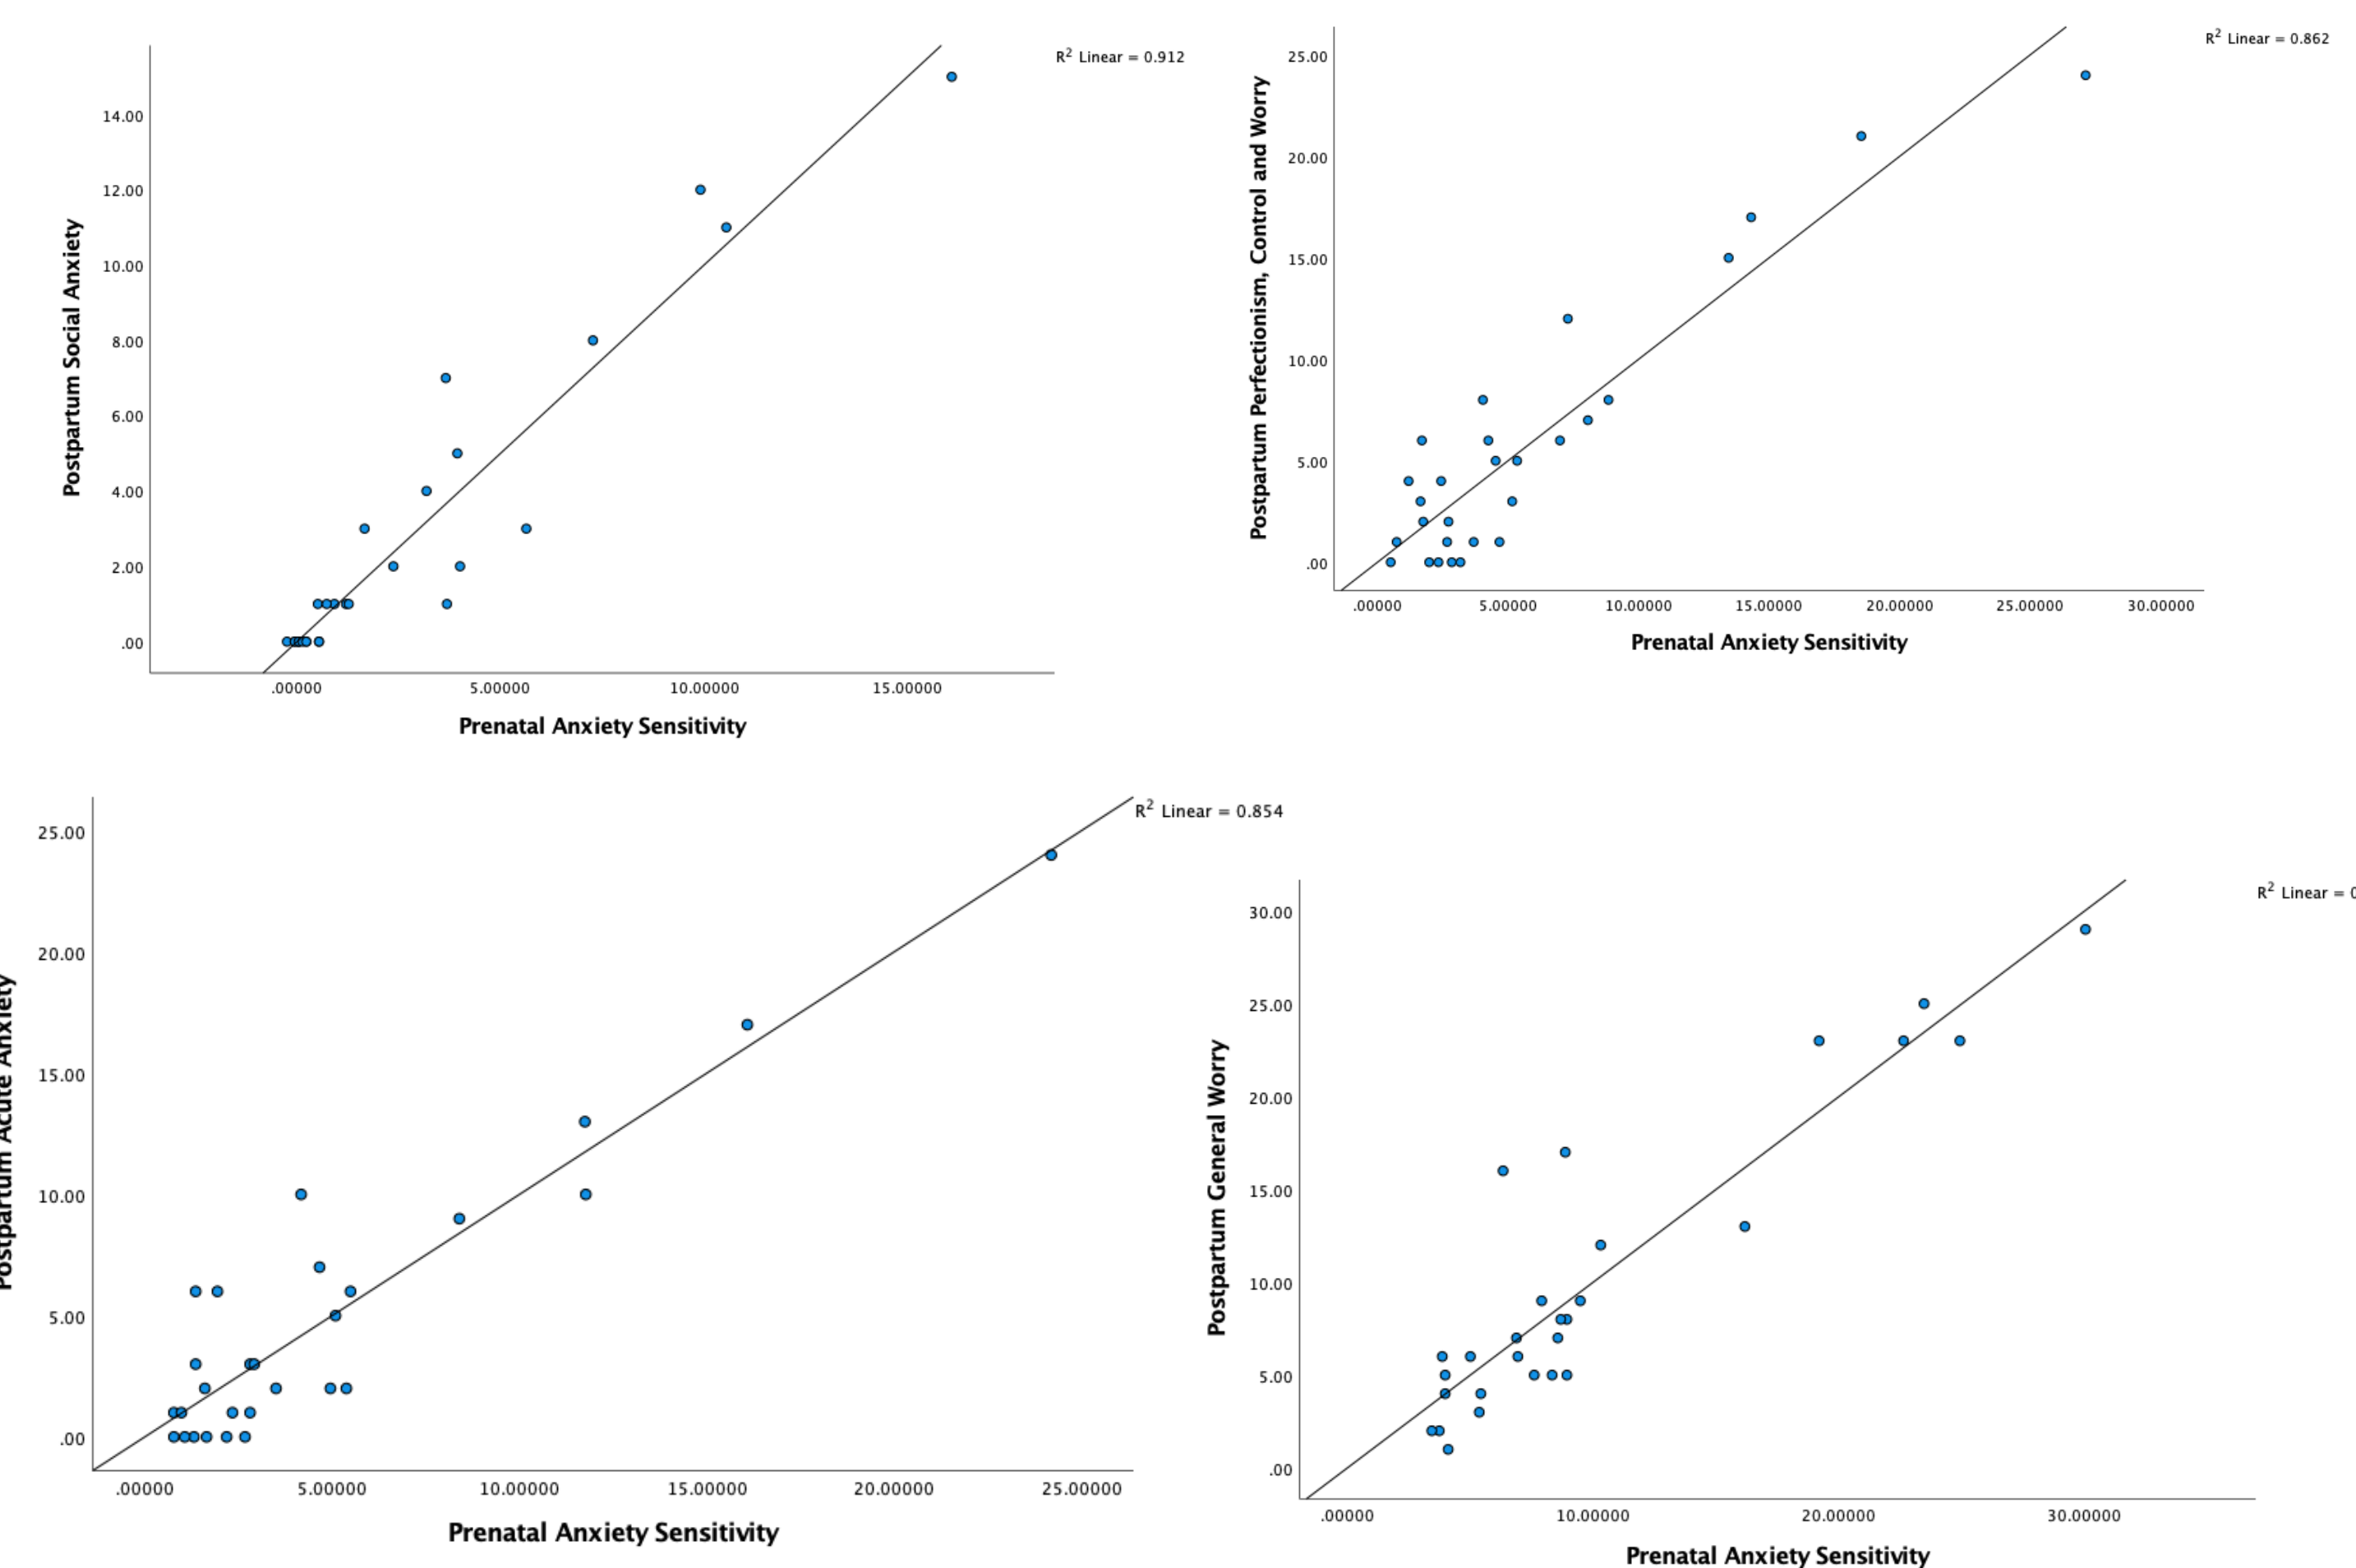 R² Linear = 0.912
14.00
12.00
10.00
8.00
6.00
4.00
2.00
.00
Postpartum Social Anxiety
.00000 5.00000 10.00000 15.00000
Prenatal Anxiety Sensitivity
R² Linear = 0.862
25.00
20.00
15.00
10.00
5.00
.00
Postpartum Perfectionism, Control and Worry
.00000 5.00000 10.00000 15.00000 20.00000 25.00000 30.00000
Prenatal Anxiety Sensitivity
R² Linear = 0.854
25.00
20.00
15.00
10.00
5.00
.00
Postpartum Acute Anxiety
.00000 5.00000 10.00000 15.00000 20.00000 25.00000
Prenatal Anxiety Sensitivity
R² Linear = 0
30.00
25.00
20.00
15.00
10.00
5.00
.00
Postpartum General Worry
.00000 10.00000 20.00000 30.00000
Prenatal Anxiety Sensitivity